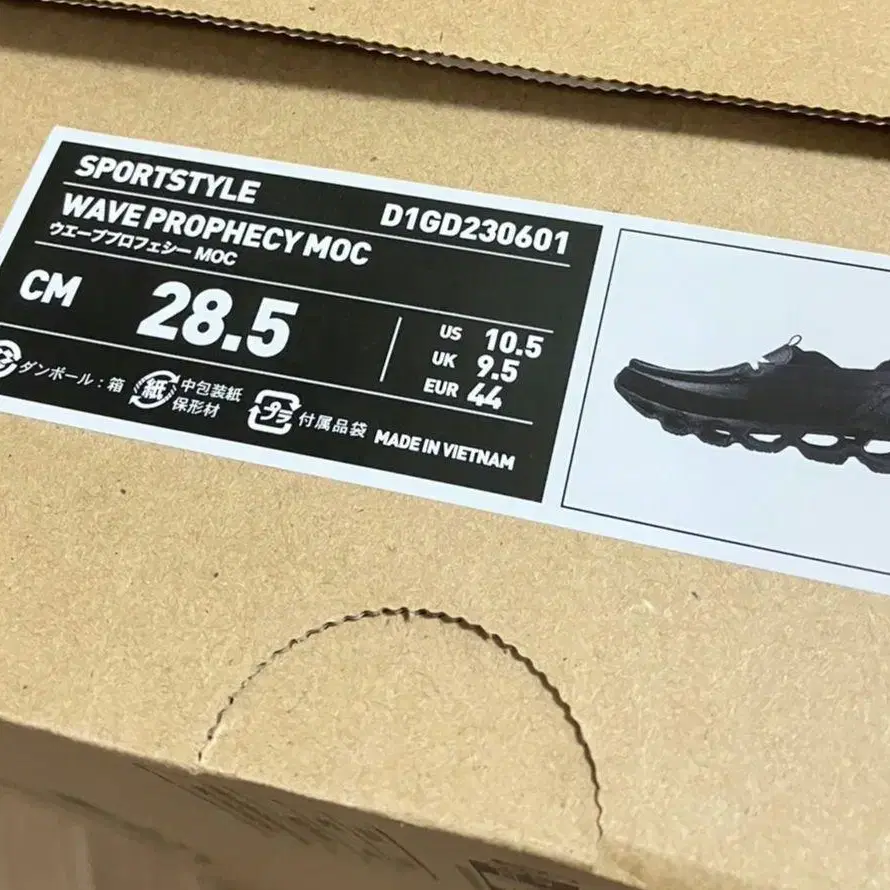 SPORTSTYLE
D1GD230601
WAVE PROPHECY MOC
ウエーブプロフェシー MOC
CM 28.5
US 10.5
UK 9.5
EUR 44
ダンボール：箱
紙 中包装紙
保形材
プラ 付属品袋
MADE IN VIETNAM